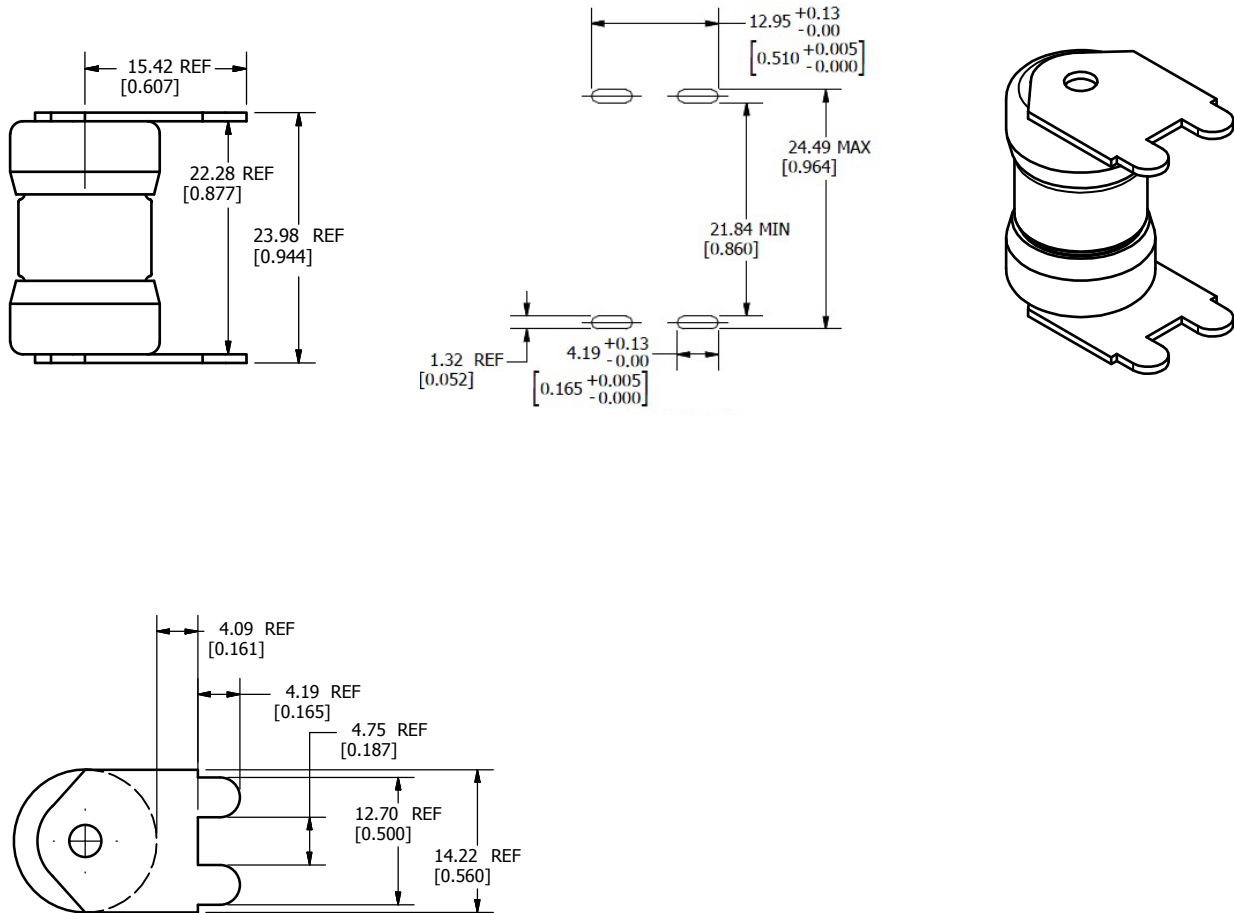 15.42 REF
[0.607]
22.28 REF
[0.877]
23.98 REF
[0.944]
12.95 +0.13
-0.00
[0.510 +0.005
-0.000]
24.49 MAX
[0.964]
21.84 MIN
[0.860]
1.32 REF
[0.052]
4.19 +0.13
-0.00
[0.165 +0.005
-0.000]
4.09 REF
[0.161]
4.19 REF
[0.165]
4.75 REF
[0.187]
12.70 REF
[0.500]
14.22 REF
[0.560]